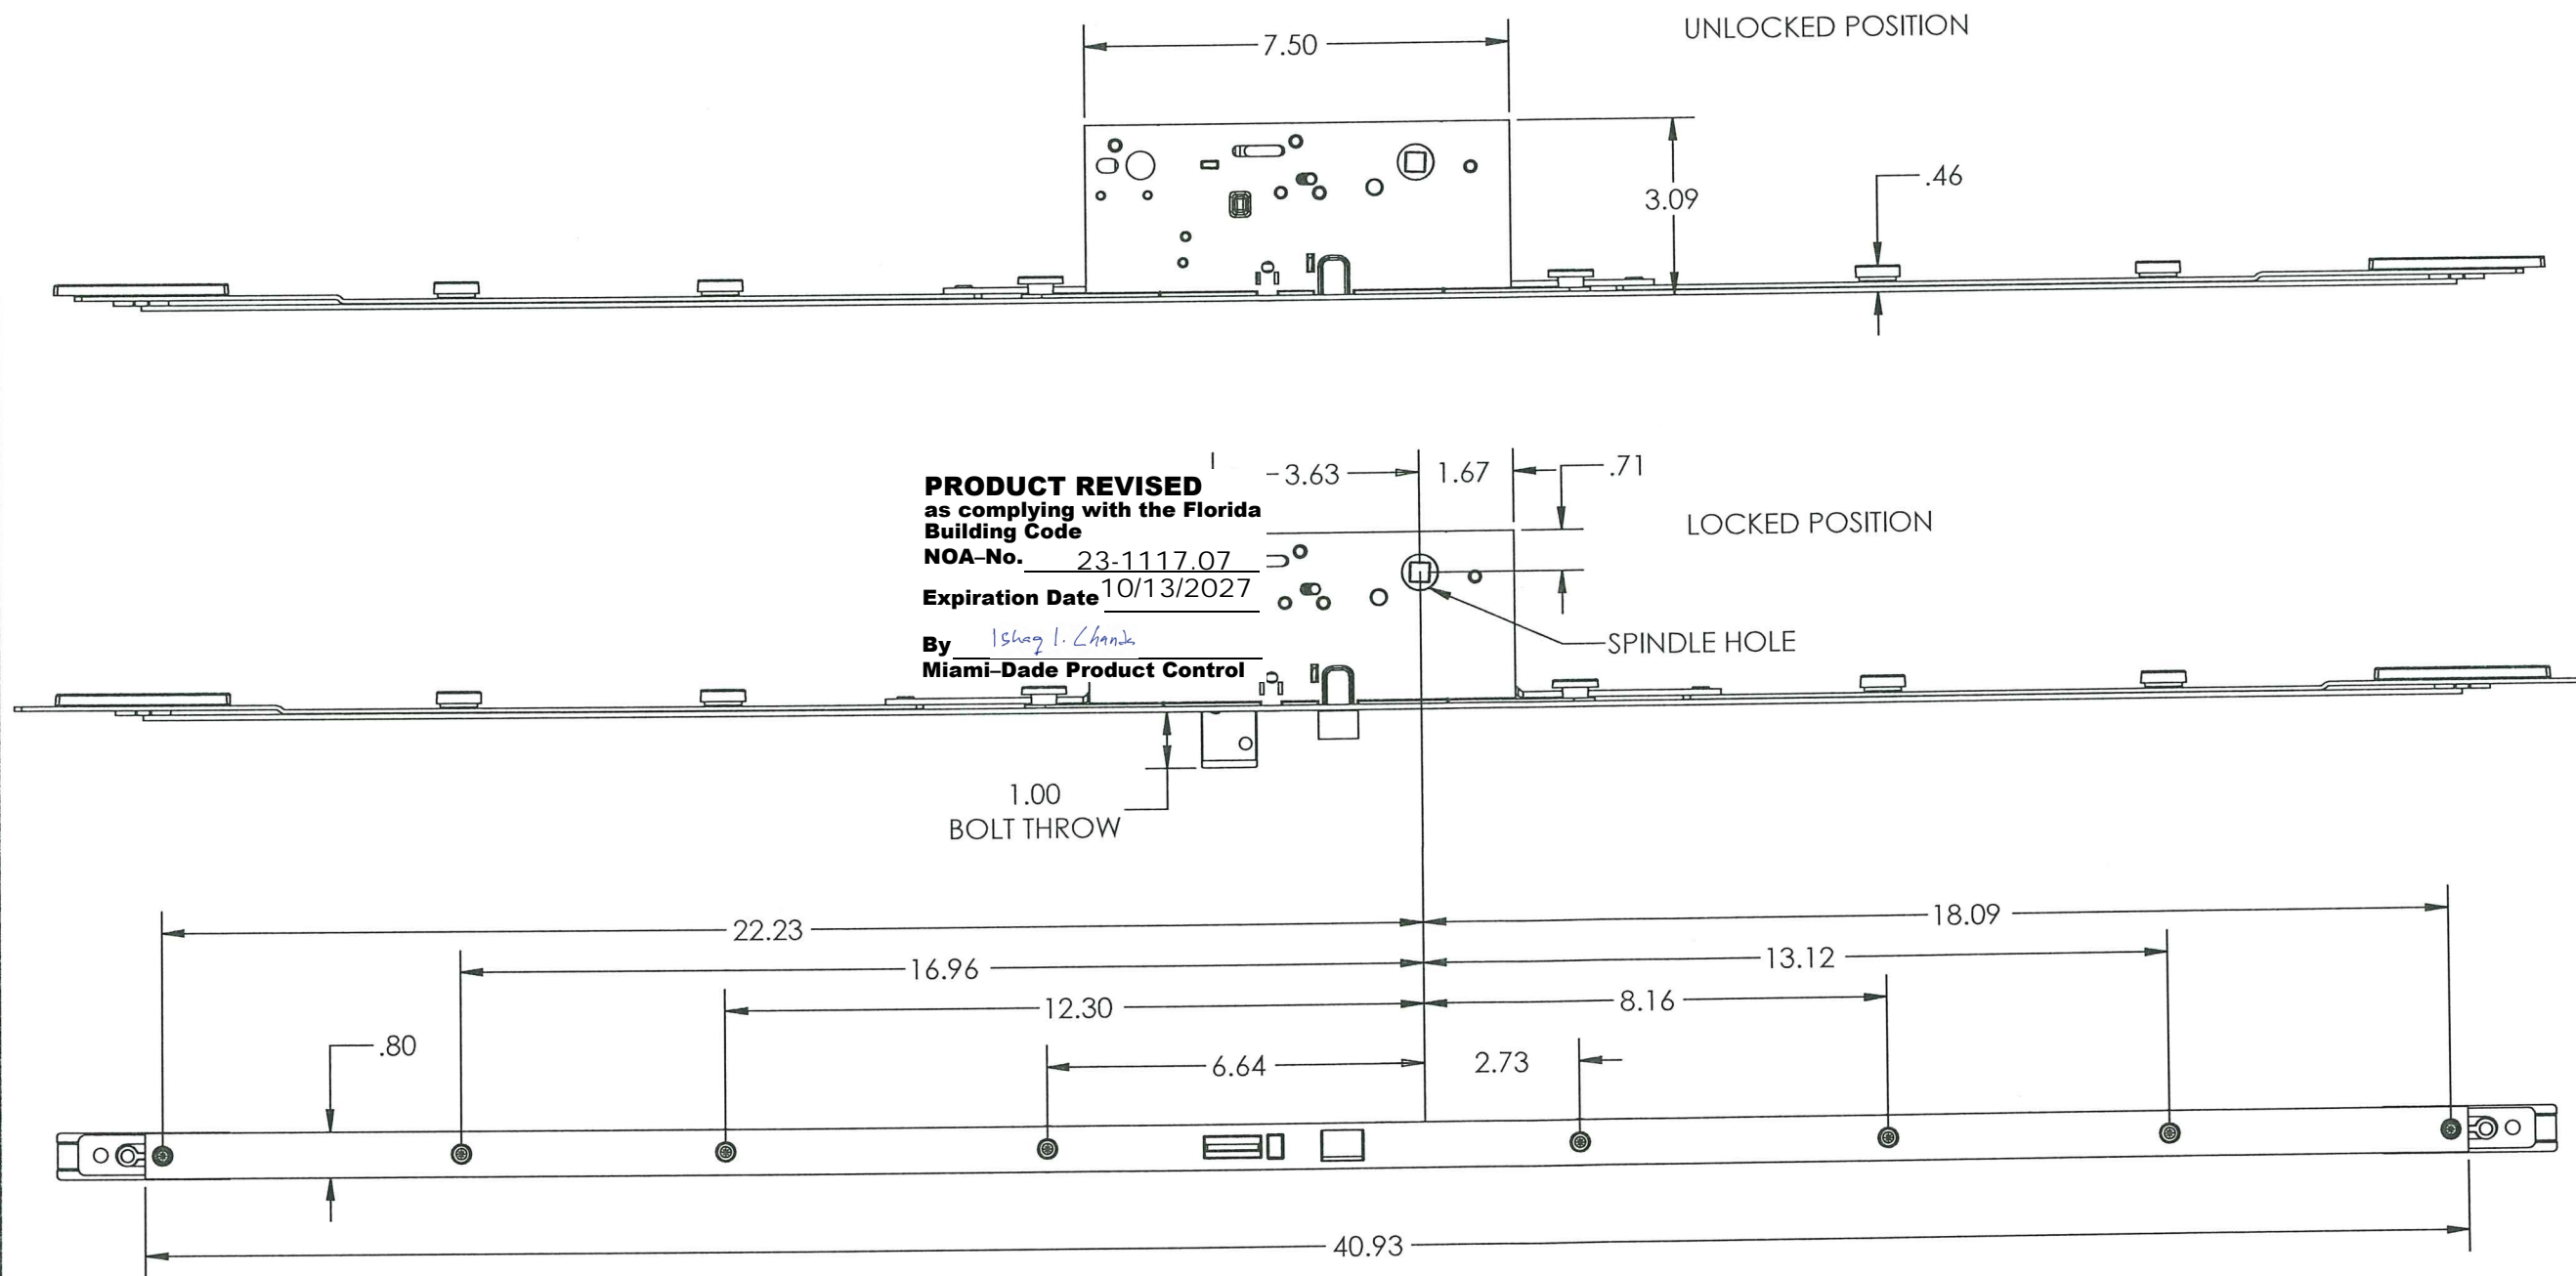 UNLOCKED POSITION
7.50
3.09
.46
3.63
1.67
.71
PRODUCT REVISED
as complying with the Florida
Building Code
NOA–No. 23-1117.07
Expiration Date 10/13/2027
By Ishaq I. Chanda
Miami–Dade Product Control
LOCKED POSITION
SPINDLE HOLE
1.00
BOLT THROW
22.23
18.09
16.96
13.12
12.30
8.16
.80
6.64
2.73
40.93